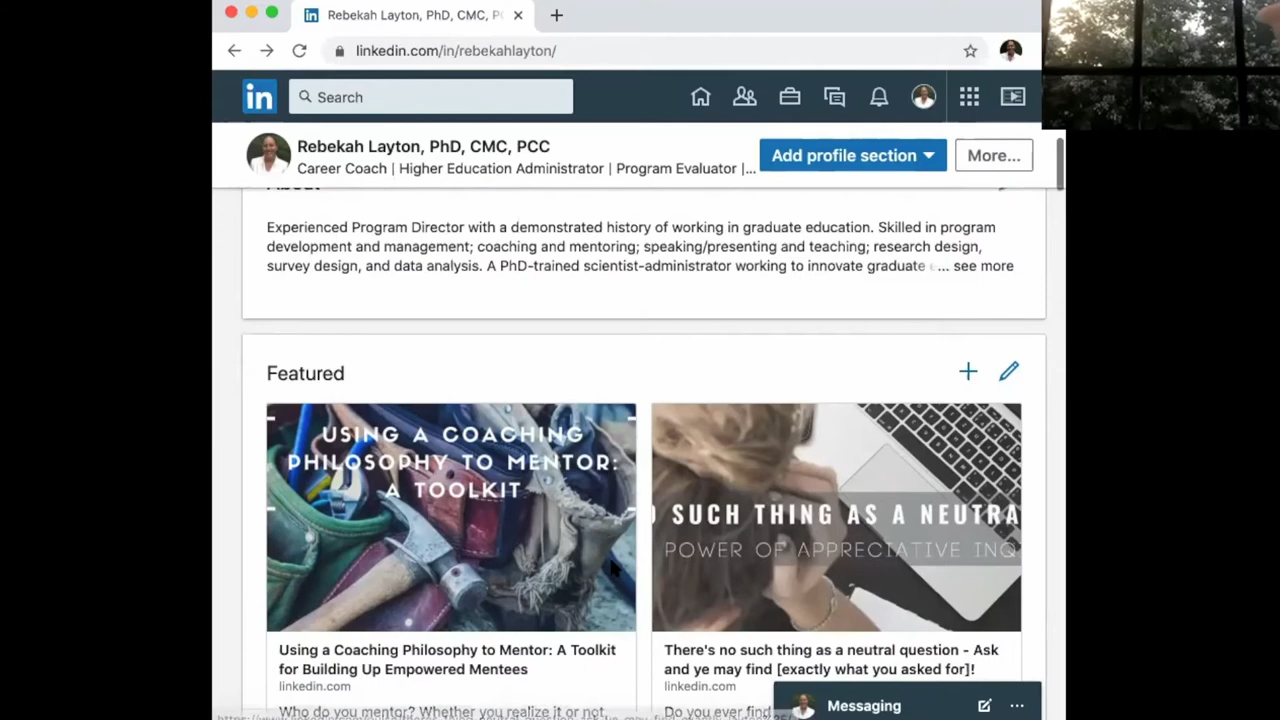 Rebekah Layton, PhD, CMC, P
linkedin.com/in/rebekahlayton/
in
Search
Rebekah Layton, PhD, CMC, PCC
Career Coach | Higher Education Administrator | Program Evaluator |...
Add profile section
More...
About
Experienced Program Director with a demonstrated history of working in graduate education. Skilled in program
development and management; coaching and mentoring; speaking/presenting and teaching; research design,
survey design, and data analysis. A PhD-trained scientist-administrator working to innovate graduate e... see more
Featured
USING A COACHING
PHILOSOPHY TO MENTOR:
A TOOLKIT
SUCH THING AS A NEUTRA
POWER OF APPRECIATIVE INQ
Using a Coaching Philosophy to Mentor: A Toolkit
for Building Up Empowered Mentees
linkedin.com
Who do you mentor? Whether you realize it or not,
There's no such thing as a neutral question - Ask
and ye may find [exactly what you asked for]!
linkedin.com
Do you ever find
Messaging